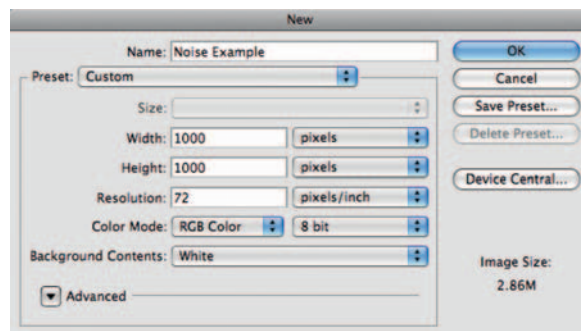 New
Name: Noise Example
OK
Preset: Custom
Cancel
Size:
Save Preset...
Width: 1000 pixels
Delete Preset...
Height: 1000 pixels
Resolution: 72 pixels/inch
Device Central...
Color Mode: RGB Color 8 bit
Background Contents: White
Image Size:
2.86M
Advanced